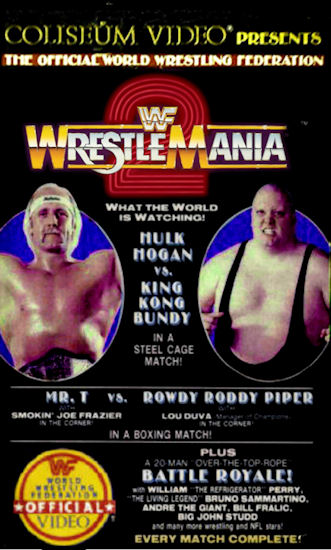 COLISEUM VIDEO® PRESENTS
THE OFFICIAL WORLD WRESTLING FEDERATION
2
WF
WRESTLEMANIA
WHAT THE WORLD
IS WATCHING!
HULK
HOGAN
VS.
KING
KONG
BUNDY
IN A
STEEL CAGE
MATCH!
MR. T VS. ROWDY RODDY PIPER
WITH
SMOKIN' JOE FRAZIER
IN THE CORNER!
WITH
LOU DUVA Manager of Champions
IN THE CORNER!
IN A BOXING MATCH!
PLUS
A 20-MAN "OVER-THE-TOP-ROPE"
BATTLE ROYALE!
with WILLIAM "THE REFRIGERATOR" PERRY,
"THE LIVING LEGEND" BRUNO SAMMARTINO,
ANDRE THE GIANT, BILL FRALIC,
BIG JOHN STUDD
and many more wrestling and NFL stars!
EVERY MATCH COMPLETE!
WORLD
WRESTLING
FEDERATION
OFFICIAL
VIDEO